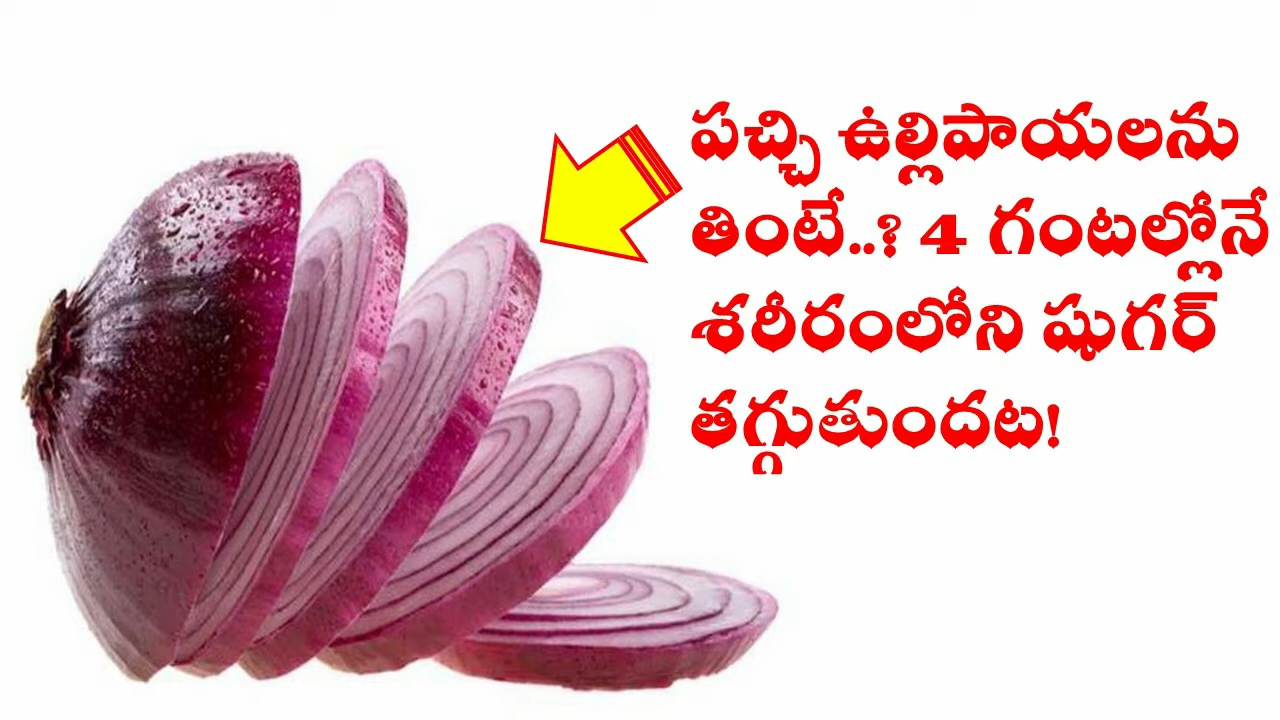 పచ్చి ఉల్లిపాయలను
తింటే..? 4 గంటల్లోనే
శరీరంలోని షుగర్
తగ్గుతుందట!